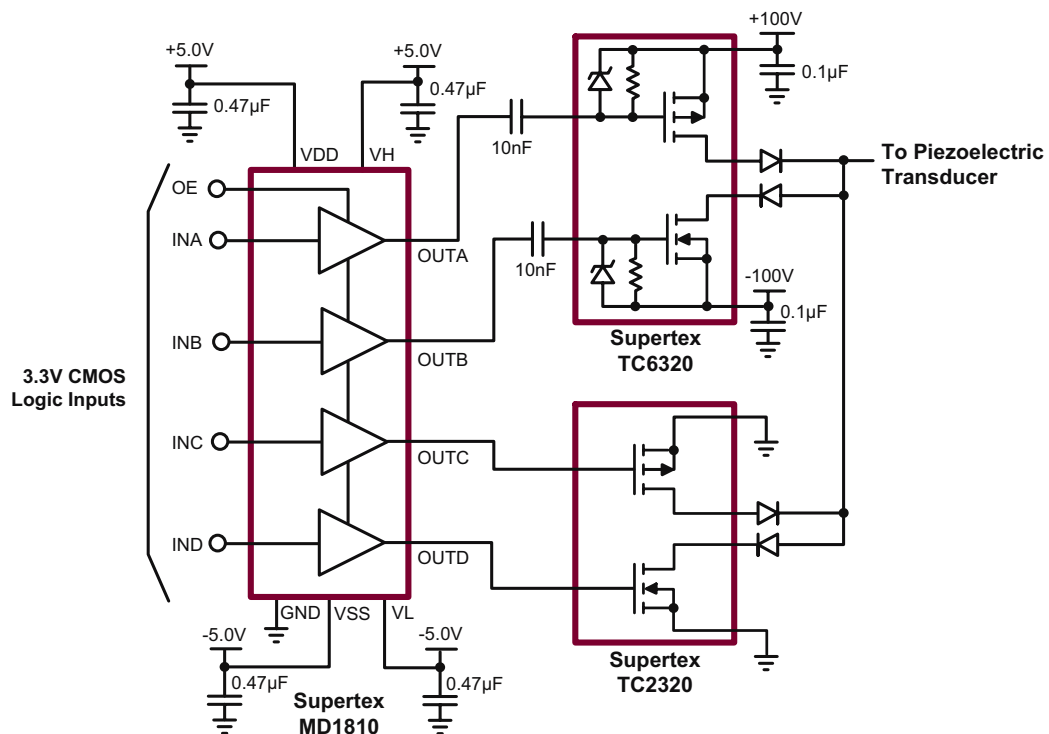 +100V
+5.0V
+5.0V
0.1µF
0.47µF
0.47µF
10nF
VDD
VH
To Piezoelectric
Transducer
OE
INA
OUTA
10nF
-100V
0.1µF
INB
OUTB
Supertex
TC6320
3.3V CMOS
Logic Inputs
INC
OUTC
IND
OUTD
GND
VSS
VL
-5.0V
-5.0V
0.47µF
0.47µF
Supertex
MD1810
Supertex
TC2320